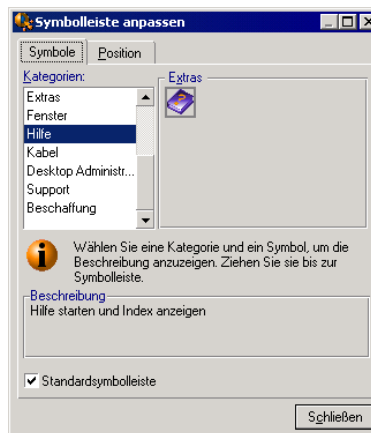 Symbolleiste anpassen
Symbole Position
Kategorien: Extras
Extras
Fenster
Hilfe
Kabel
Desktop Administr...
Support
Beschaffung
Wählen Sie eine Kategorie und ein Symbol, um die
Beschreibung anzuzeigen. Ziehen Sie sie bis zur
Symbolleiste.
Beschreibung
Hilfe starten und Index anzeigen
Standardsymbolleiste
Schließen